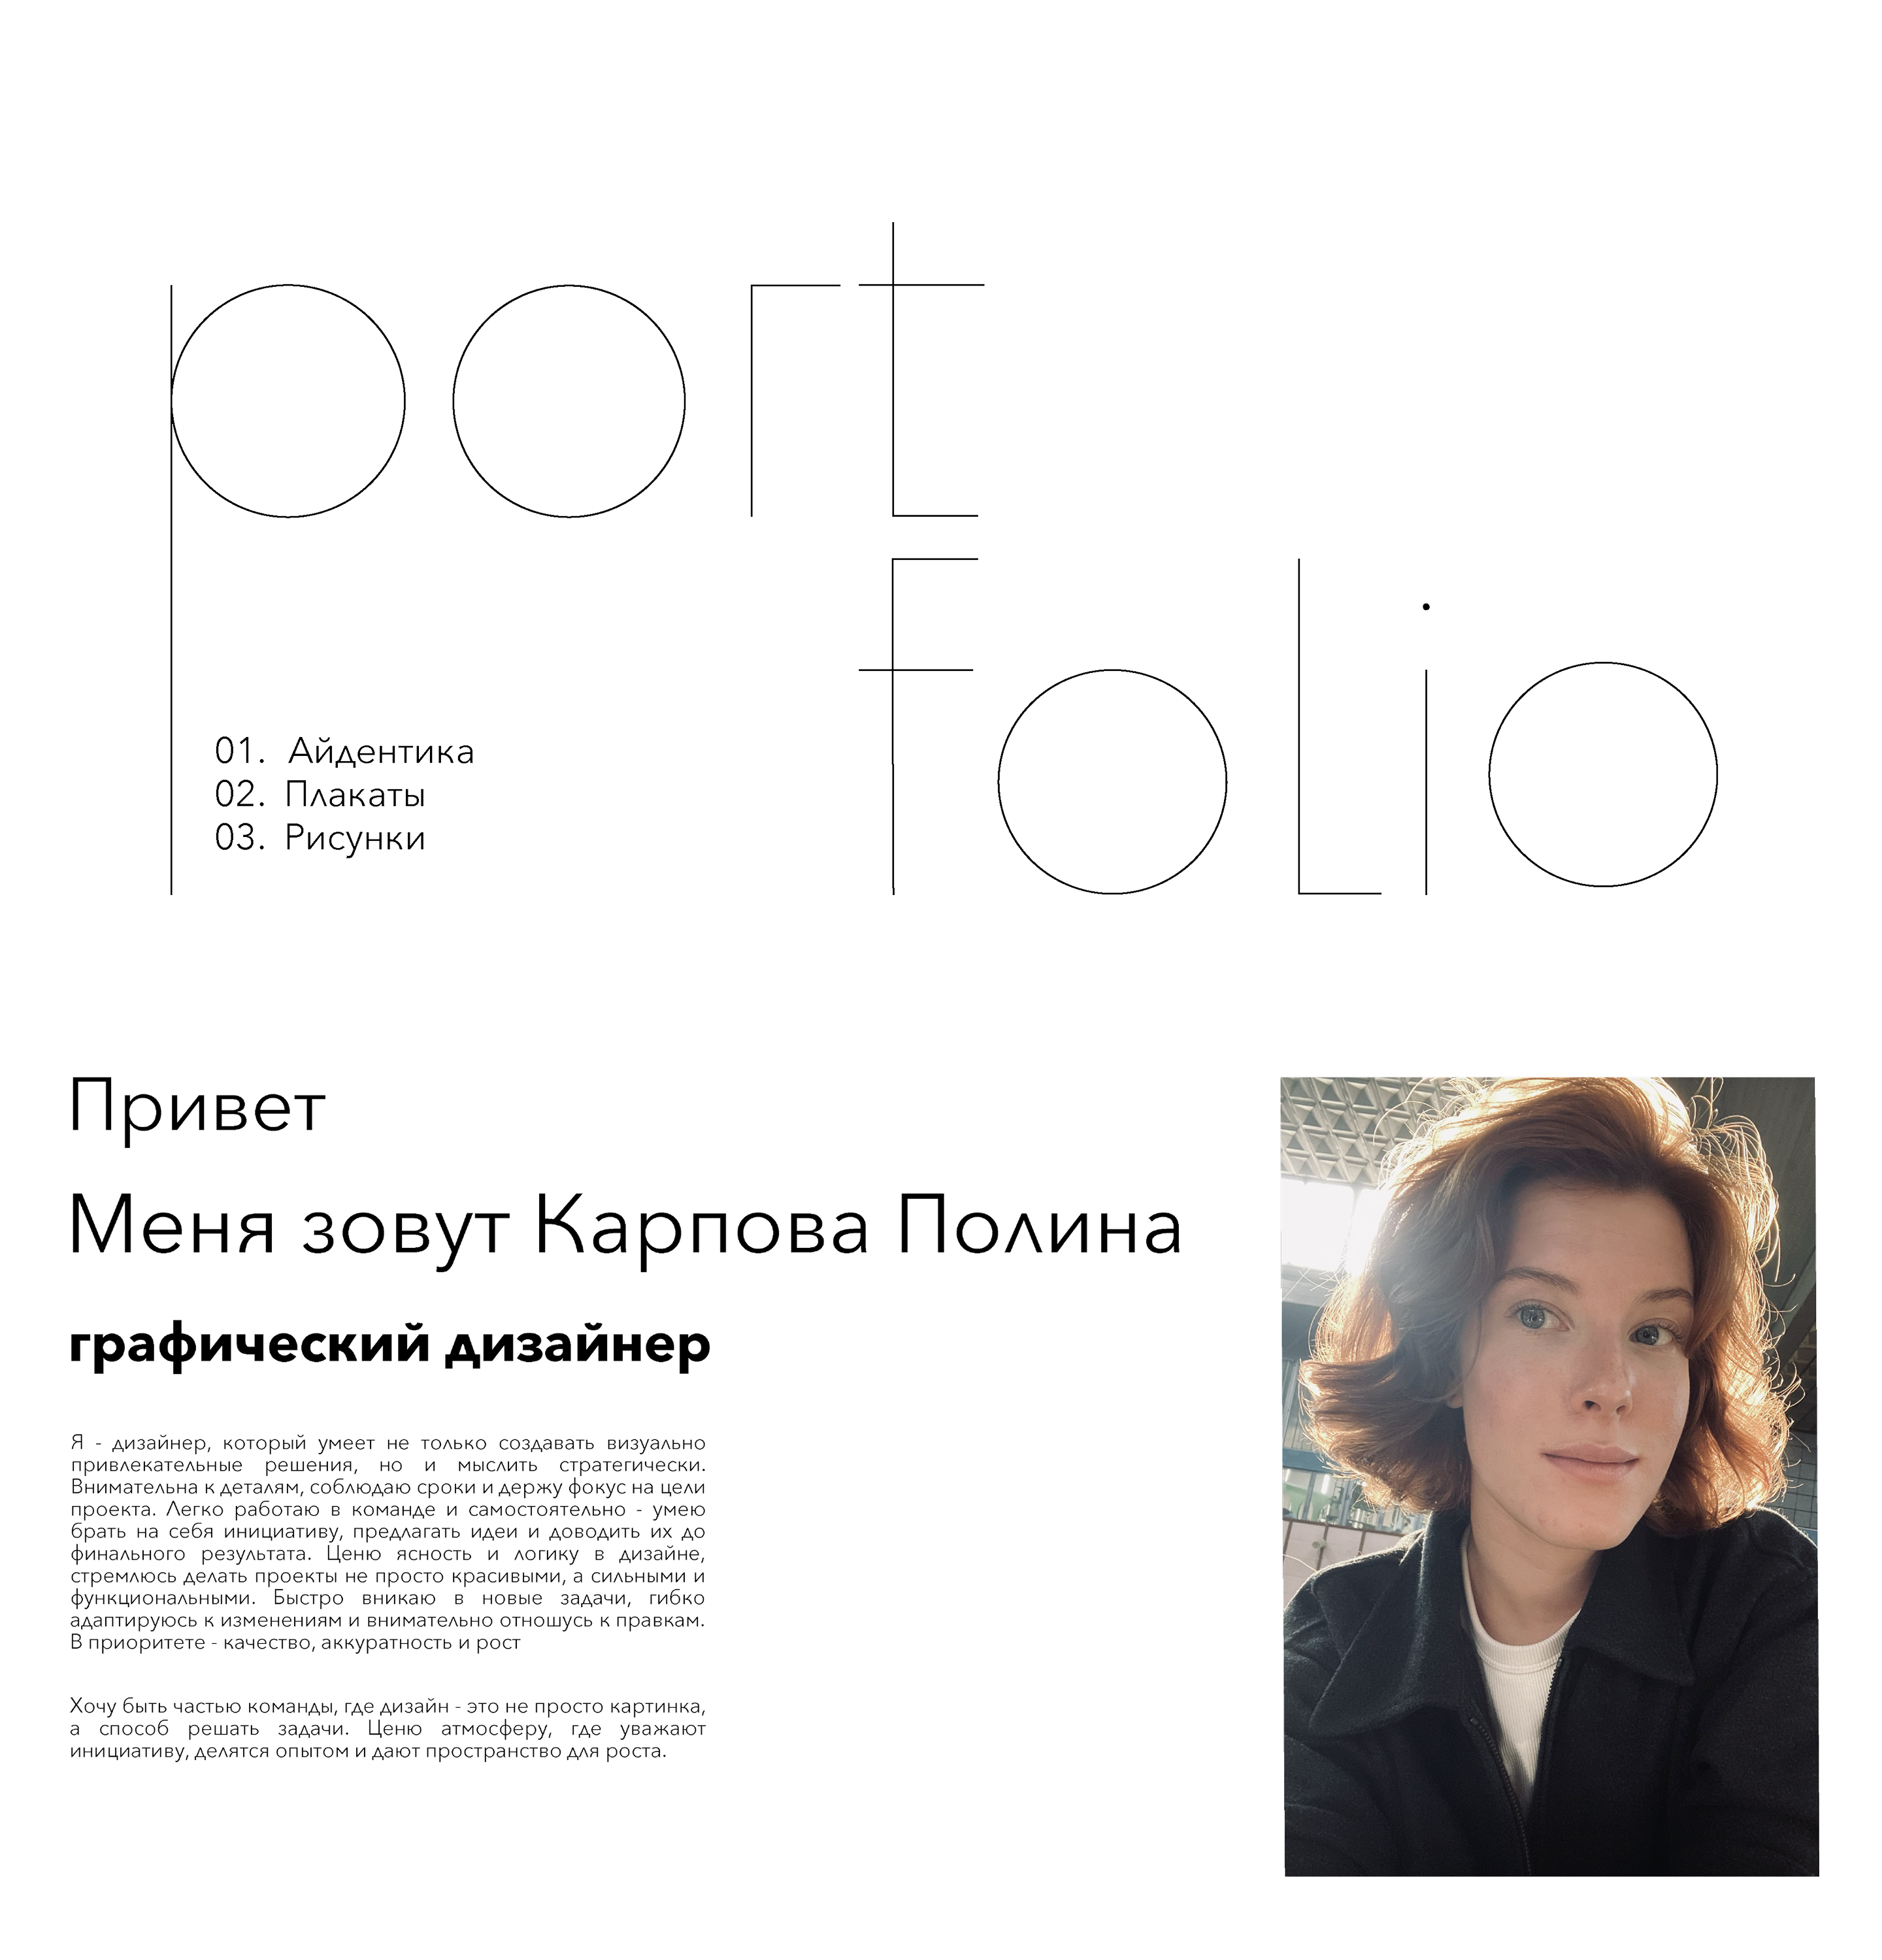 port
folio
01. Айдентика
02. Плакаты
03. Рисунки
Привет
Меня зовут Карпова Полина
графический дизайнер
Я - дизайнер, который умеет не только создавать визуально
привлекательные решения, но и мыслить стратегически.
Внимательна к деталям, соблюдаю сроки и держу фокус на цели
проекта. Легко работаю в команде и самостоятельно - умею
брать на себя инициативу, предлагать идеи и доводить их до
финального результата. Ценю ясность и логику в дизайне,
стремлюсь делать проекты не просто красивыми, а сильными и
функциональными. Быстро вникаю в новые задачи, гибко
адаптируюсь к изменениям и внимательно отношусь к правкам.
В приоритете - качество, аккуратность и рост
Хочу быть частью команды, где дизайн - это не просто картинка,
а способ решать задачи. Ценю атмосферу, где уважают
инициативу, делятся опытом и дают пространство для роста.